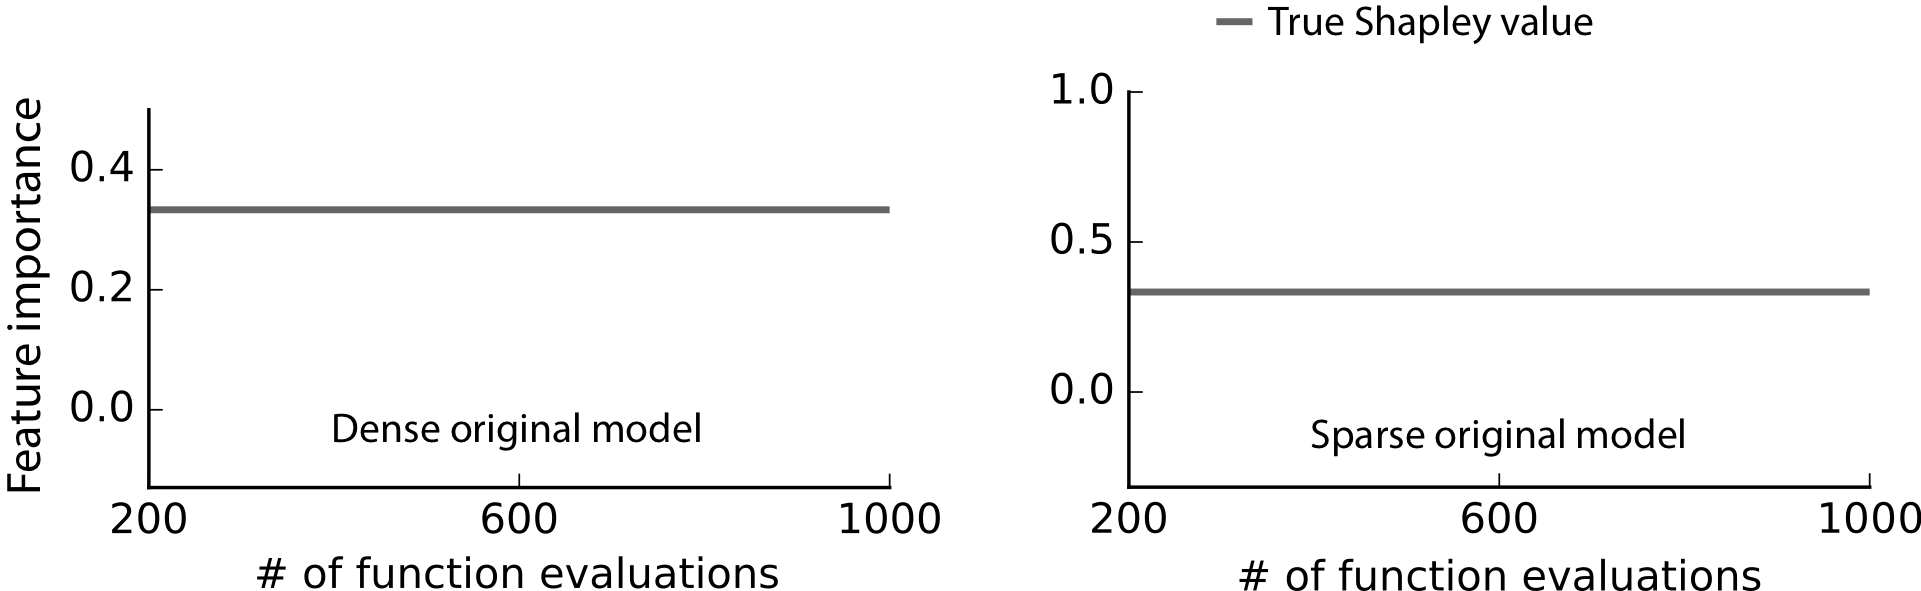 True Shapley value
Feature importance
0.4
0.2
0.0
Dense original model
200 600 1000
# of function evaluations
1.0
0.5
0.0
Sparse original model
200 600 1000
# of function evaluations